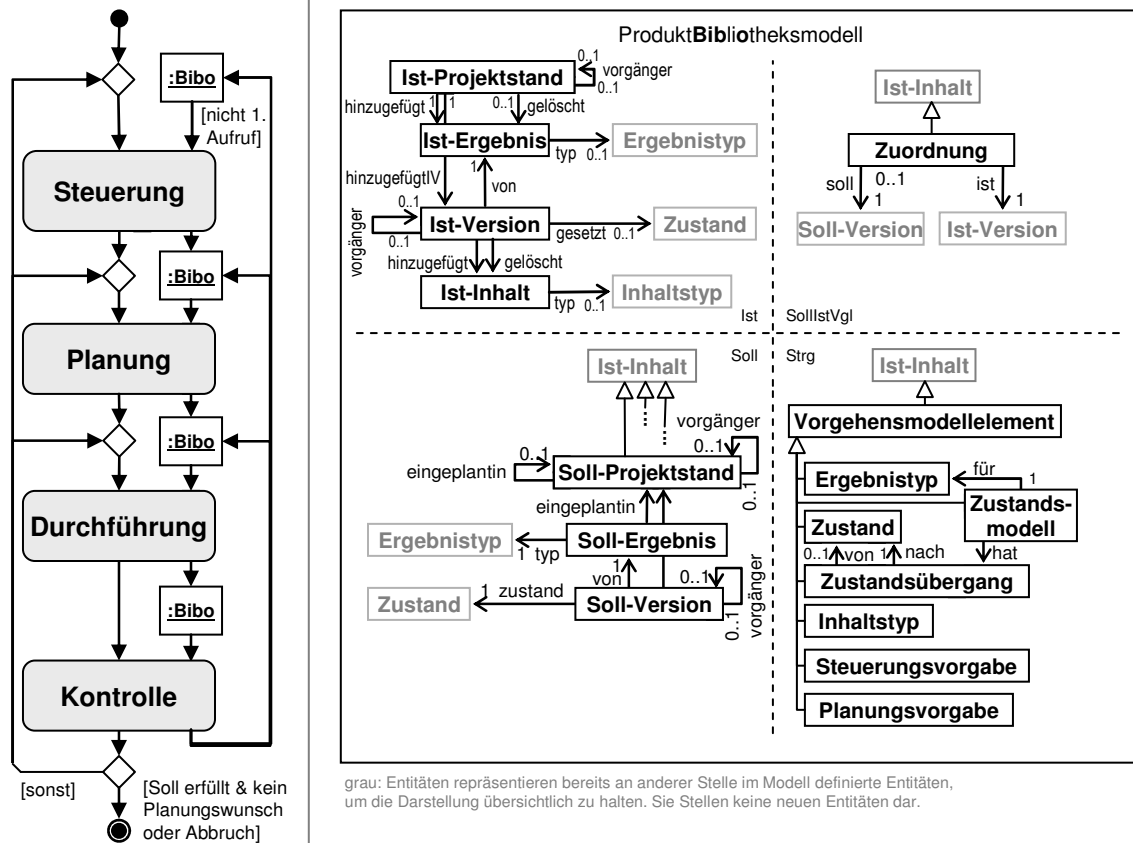 :Bibo
[nicht 1.
Aufruf]
Steuerung
:Bibo
Planung
:Bibo
Durchführung
:Bibo
Kontrolle
[sonst]
[Soll erfüllt & kein
Planungswunsch
oder Abbruch]
ProduktBibliotheksmodell
0..1
Ist-Projektstand
vorgänger
0..1
hinzugefügt
1
1
0..1
gelöscht
Ist-Ergebnis
typ
0..1
Ergebnistyp
hinzugefügtIV
1
von
vorgänger
0..1
0..1
Ist-Version
gesetzt
0..1
Zustand
hinzugefügt
gelöscht
Ist-Inhalt
typ
0..1
Inhaltstyp
Ist
Ist-Inhalt
Zuordnung
soll
0..1
ist
1
1
Soll-Version
Ist-Version
SollIstVgl
Soll
Ist-Inhalt
vorgänger
0..1
0..1
eingeplantin
Soll-Projektstand
0..1
eingeplantin
Ergebnistyp
1
typ
Soll-Ergebnis
1
von
0..1
Zustand
1
zustand
Soll-Version
0..1
vorgänger
Strg
Ist-Inhalt
Vorgehensmodellelement
Ergebnistyp
für
1
Zustands-
modell
Zustand
0..1
von
1
nach
hat
Zustandsübergang
Inhaltstyp
Steuerungsvorgabe
Planungsvorgabe
grau: Entitäten repräsentieren bereits an anderer Stelle im Modell definierte Entitäten,
um die Darstellung übersichtlich zu halten. Sie Stellen keine neuen Entitäten dar.